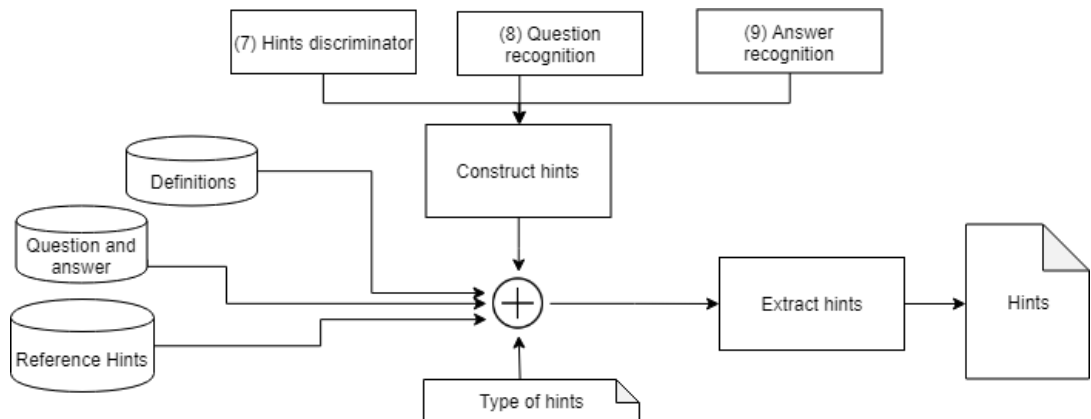 (7) Hints discriminator
(8) Question
recognition
(9) Answer
recognition
Construct hints
Definitions
Question and
answer
Reference Hints
Extract hints
Hints
Type of hints